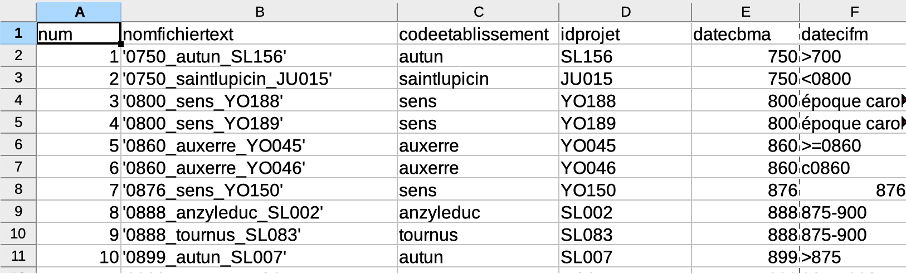 A B C D E F
1 num nomfichiertext codeetablissement idprojet datecbma datecifm
2 1 '0750_autun_SL156' autun SL156 750 >700
3 2 '0750_saintlupicin_JU015' saintlupicin JU015 750 <0800
4 3 '0800_sens_YO188' sens YO188 800 époque caro
5 4 '0800_sens_YO189' sens YO189 800 époque caro
6 5 '0860_auxerre_YO045' auxerre YO045 860 >=0860
7 6 '0860_auxerre_YO046' auxerre YO046 860 c0860
8 7 '0876_sens_YO150' sens YO150 876 876
9 8 '0888_anzyleduc_SL002' anzyleduc SL002 888 875-900
10 9 '0888_tournus_SL083' tournus SL083 888 875-900
11 10 '0899_autun_SL007' autun SL007 899 >875